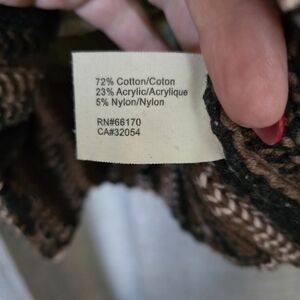 72% Cotton/Coton
23% Acrylic/Acrylique
5% Nylon/Nylon
RN#66170
CA#32054